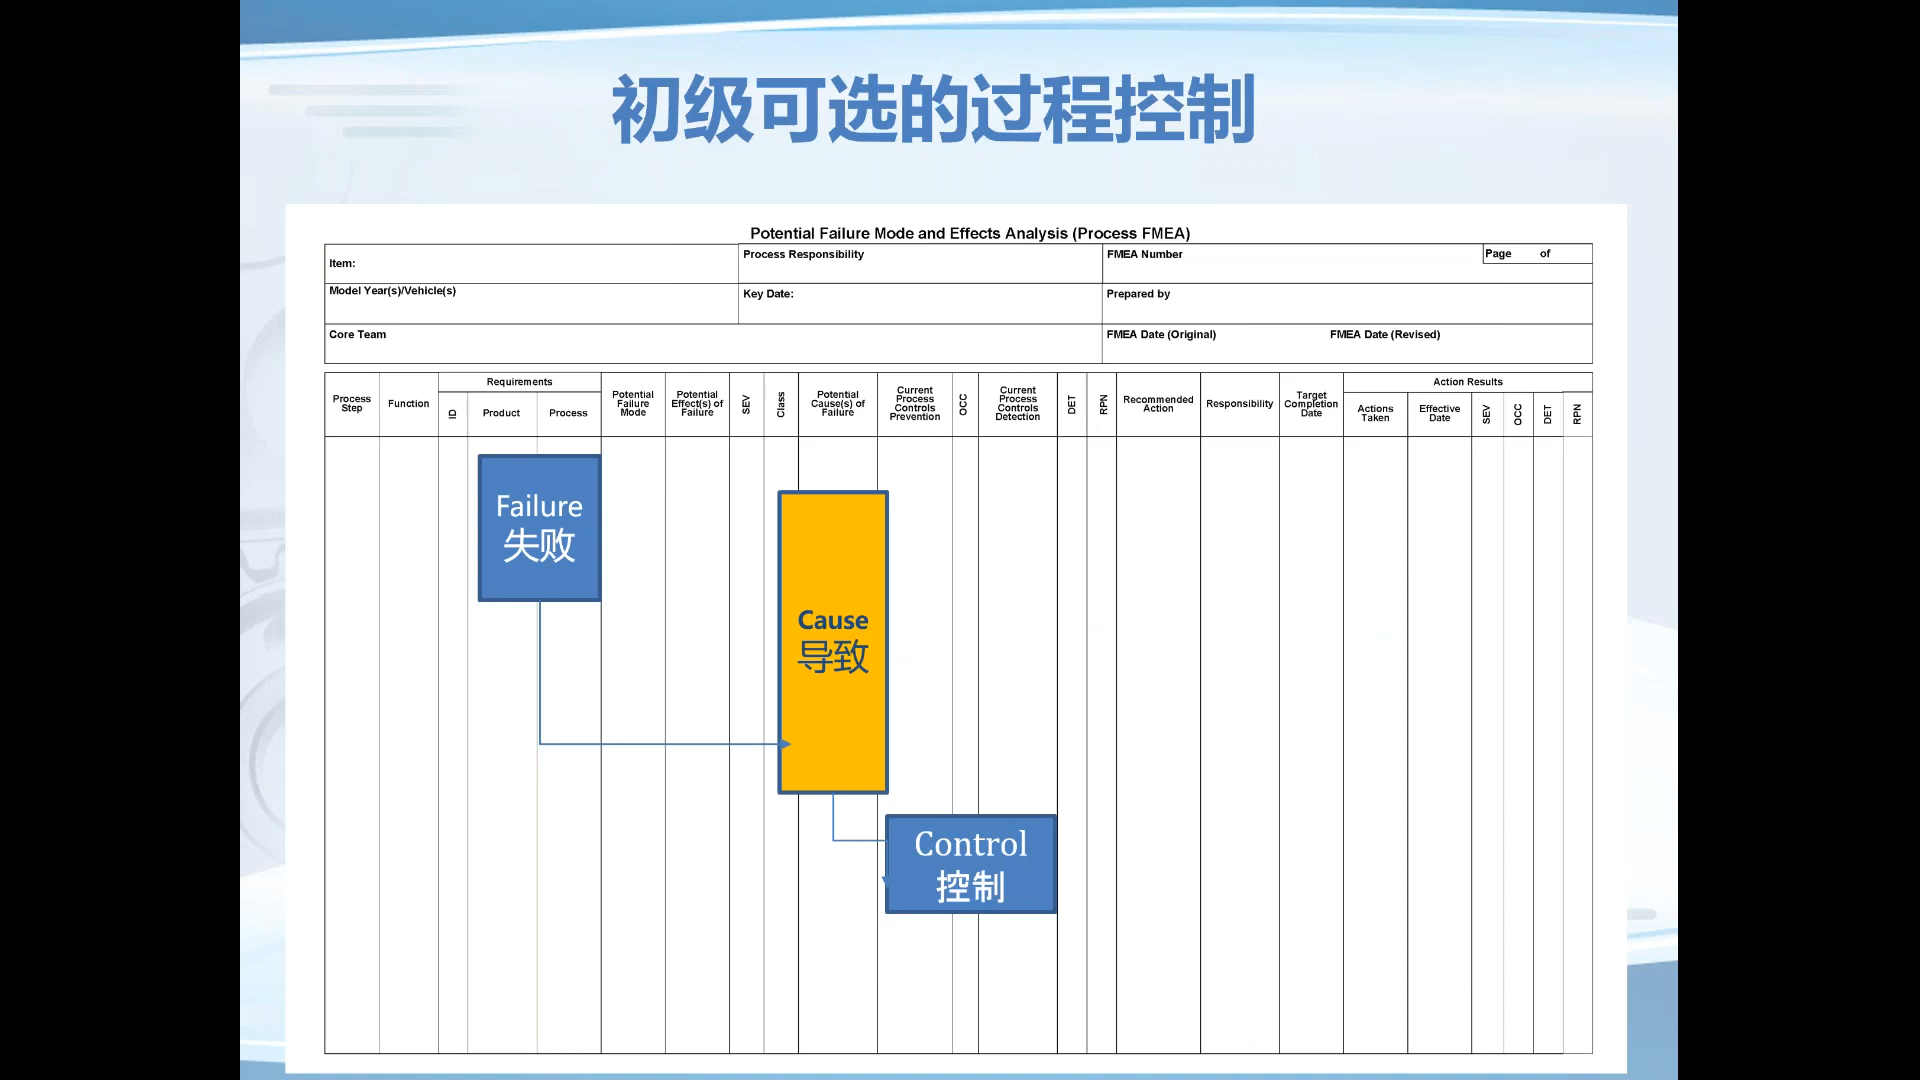 初级可选的过程控制
Potential Failure Mode and Effects Analysis (Process FMEA)
Item:
Process Responsibility
FMEA Number
Page of
Model Year(s)/Vehicle(s)
Key Date:
Prepared by
Core Team
FMEA Date (Original)
FMEA Date (Revised)
Process
Step
Function
Requirements
ID
Product
Process
Potential
Failure
Mode
Potential
Effect(s) of
Failure
SEV
Class
Potential
Cause(s) of
Failure
Current
Process
Controls
Prevention
OCC
Current
Process
Controls
Detection
DET
RPN
Recommended
Action
Responsibility
Target
Completion
Date
Action Results
Actions
Taken
Effective
Date
SEV
OCC
DET
RPN
Failure
失败
Cause
导致
Control
控制